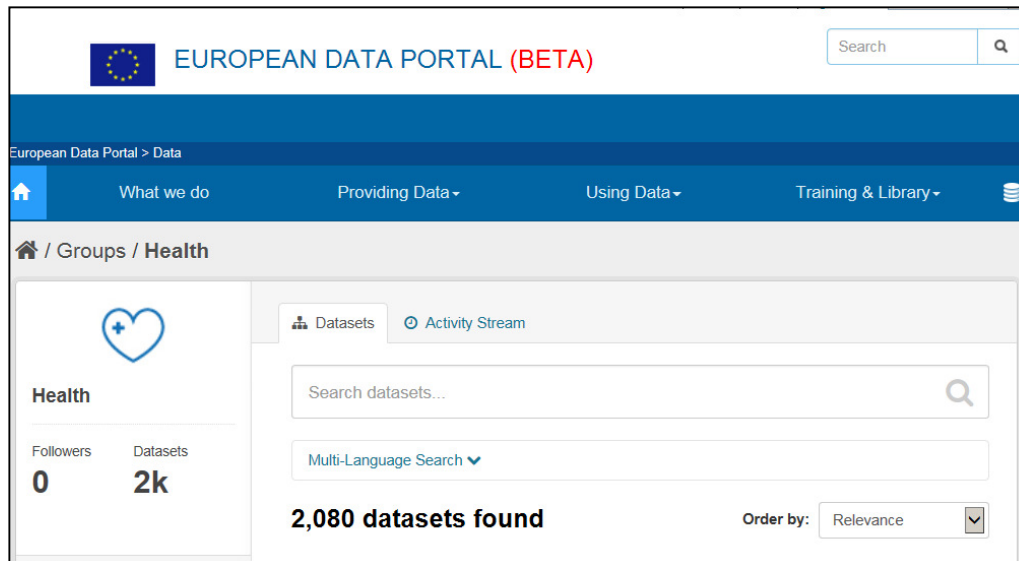 EUROPEAN DATA PORTAL (BETA)
Search
European Data Portal > Data
What we do Providing Data Using Data Training & Library
/ Groups / Health
Datasets Activity Stream
Search datasets...
Health
Followers Datasets
0 2k
Multi-Language Search
2,080 datasets found
Order by: Relevance